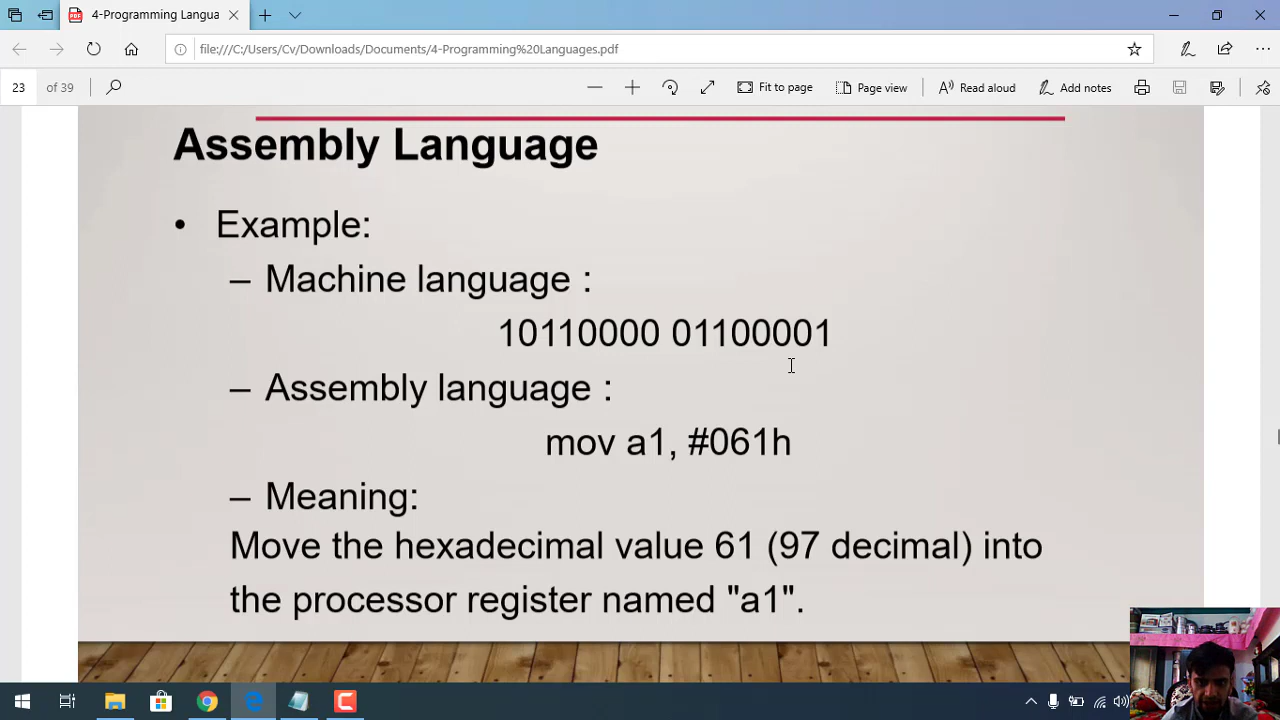 4-Programming Langua
file:///C:/Users/Cv/Downloads/Documents/4-Programming%20Languages.pdf
23 of 39
Fit to page
Page view
Read aloud
Add notes
Assembly Language
• Example:
– Machine language :
10110000 01100001
– Assembly language :
mov a1, #061h
– Meaning:
Move the hexadecimal value 61 (97 decimal) into
the processor register named "a1".